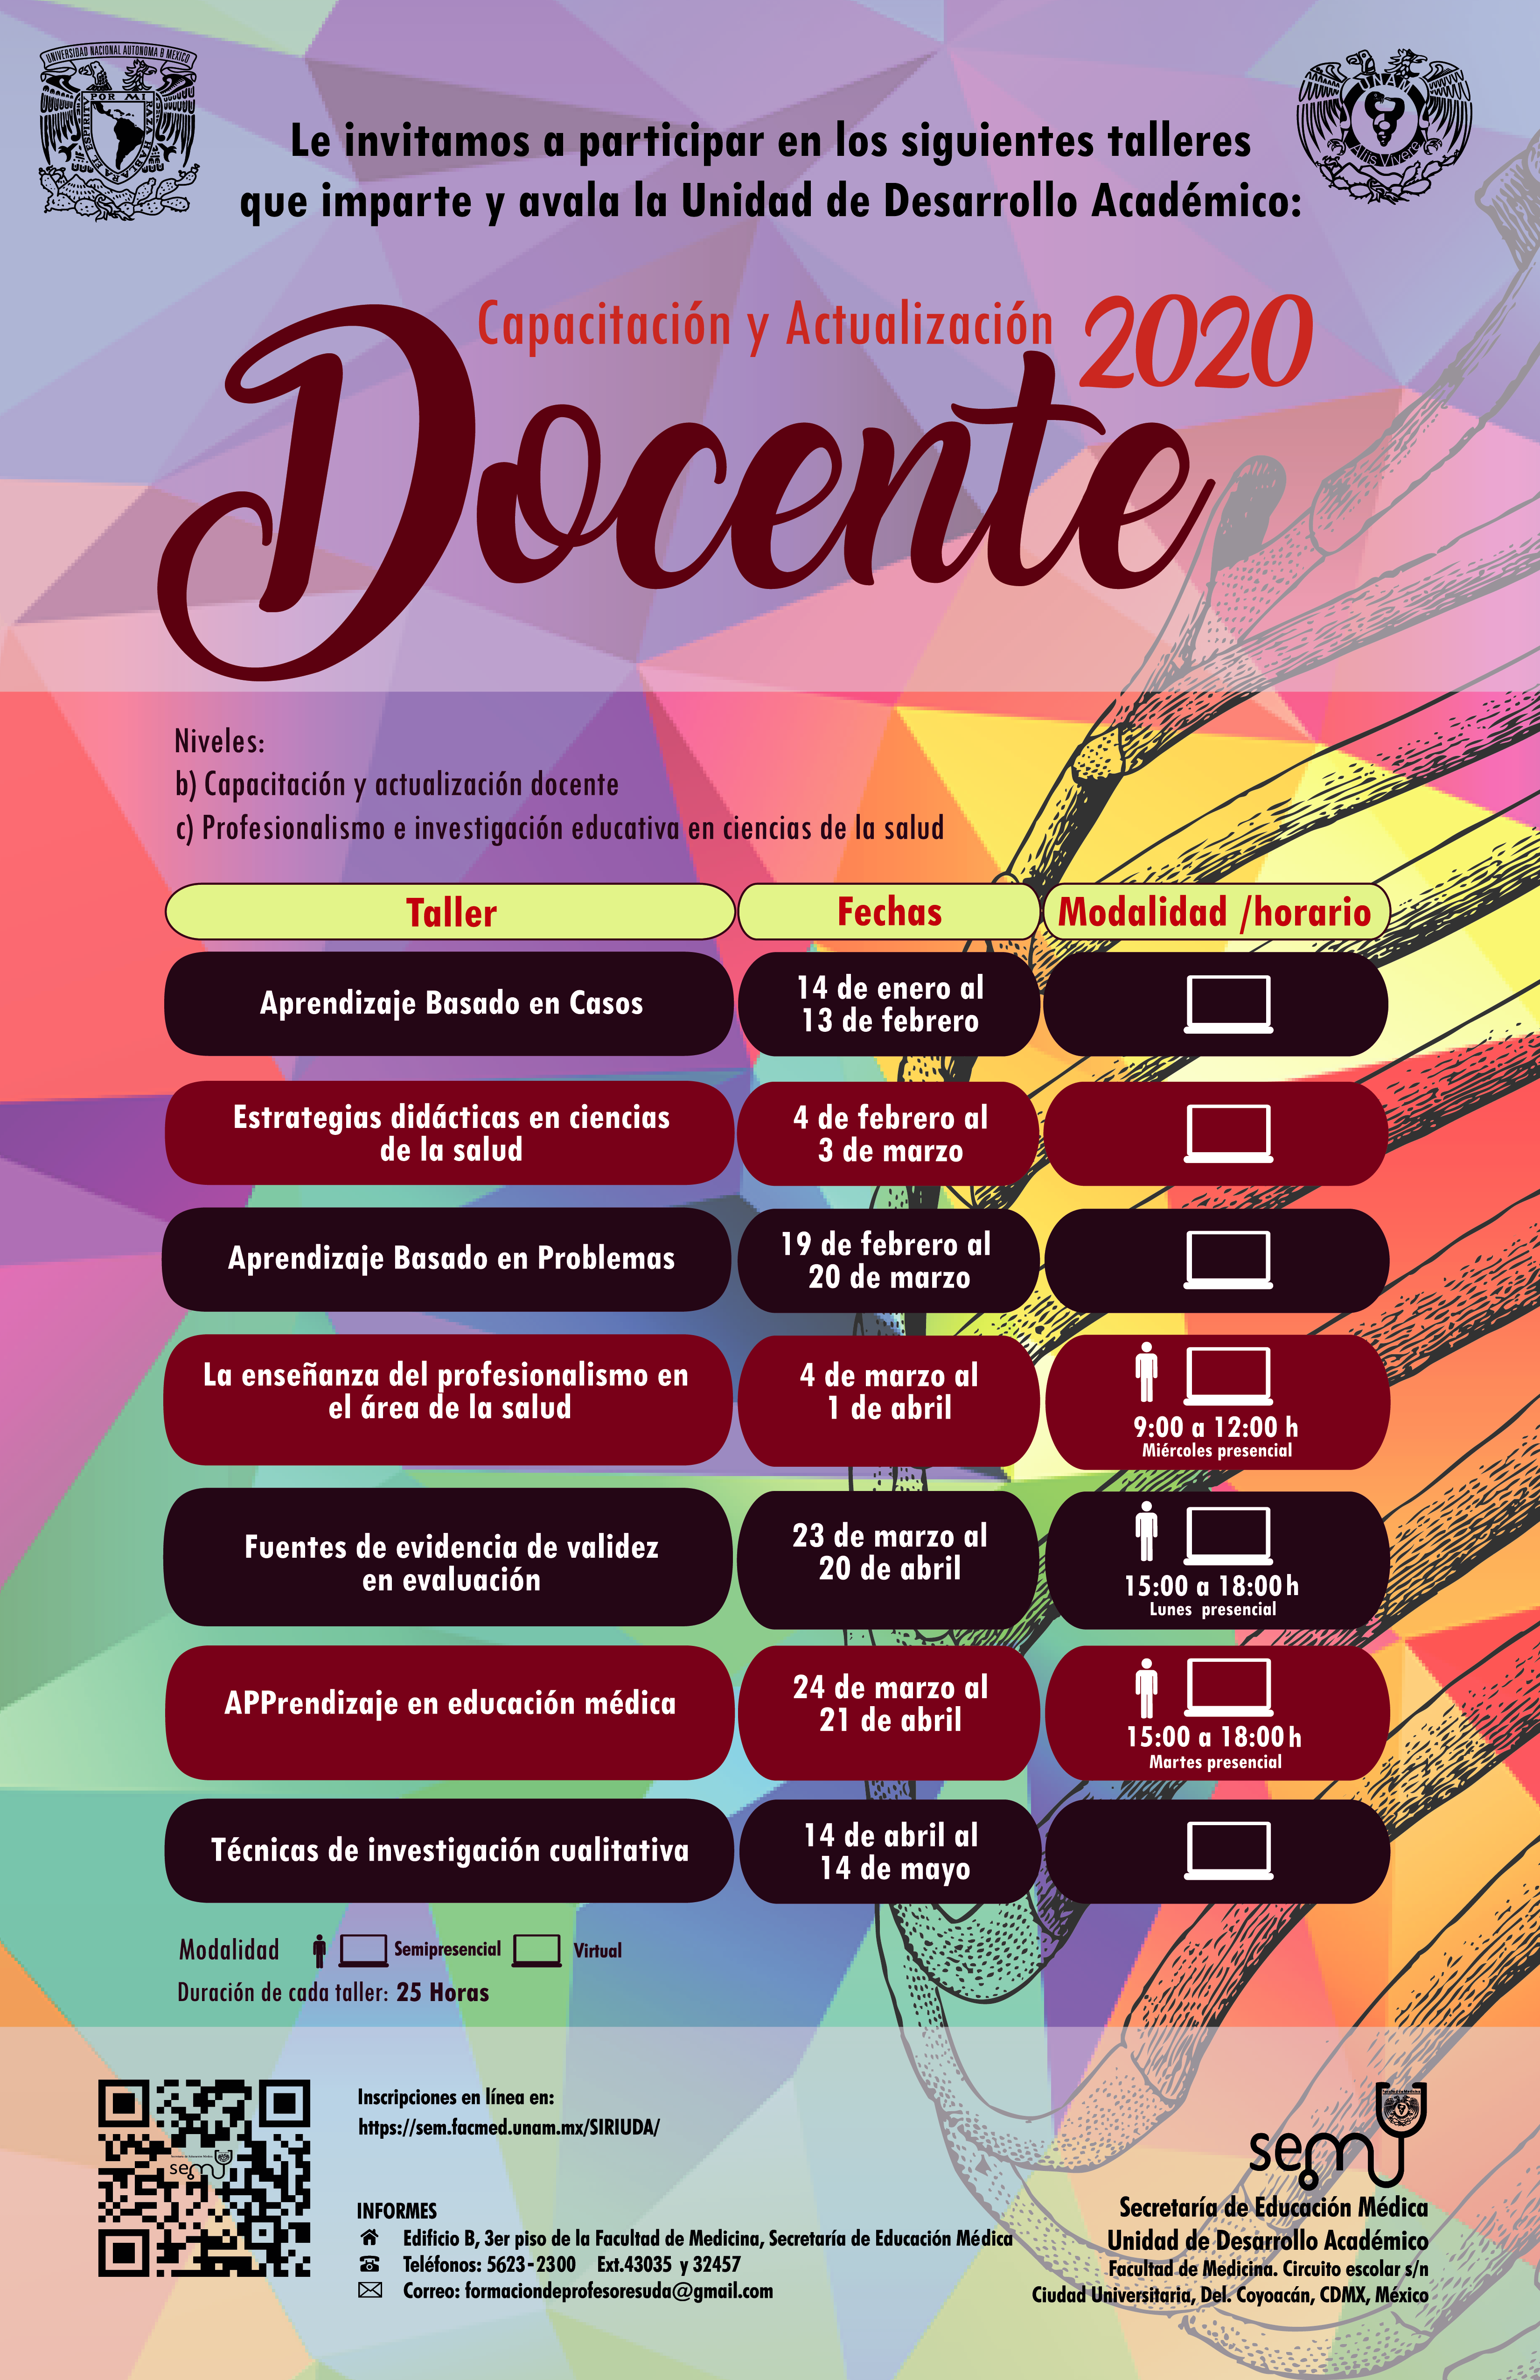 UNIVERSIDAD NACIONAL AUTONOMA D MEXICO
POR MI
RAZA HABLARA
EL ESPIRITU
UNAM
Aliis Vivere
Le invitamos a participar en los siguientes talleres
que imparte y avala la Unidad de Desarrollo Académico:
Capacitación y Actualización 2020
Docente
Niveles:
b) Capacitación y actualización docente
c) Profesionalismo e investigación educativa en ciencias de la salud
Taller Fechas Modalidad /horario
Aprendizaje Basado en Casos
14 de enero al
13 de febrero
Estrategias didácticas en ciencias
de la salud
4 de febrero al
3 de marzo
Aprendizaje Basado en Problemas
19 de febrero al
20 de marzo
La enseñanza del profesionalismo en
el área de la salud
4 de marzo al
1 de abril
9:00 a 12:00 h
Miércoles presencial
Fuentes de evidencia de validez
en evaluación
23 de marzo al
20 de abril
15:00 a 18:00 h
Lunes presencial
APPrendizaje en educación médica
24 de marzo al
21 de abril
15:00 a 18:00 h
Martes presencial
Técnicas de investigación cualitativa
14 de abril al
14 de mayo
Modalidad Semipresencial Virtual
Duración de cada taller: 25 Horas
sem
Inscripciones en línea en:
https://sem.facmed.unam.mx/SIRIUDA/
INFORMES
Edificio B, 3er piso de la Facultad de Medicina, Secretaría de Educación Médica
Teléfonos: 5623-2300 Ext.43035 y 32457
Correo: formaciondeprofesoresuda@gmail.com
sem
Secretaría de Educación Médica
Unidad de Desarrollo Académico
Facultad de Medicina. Circuito escolar s/n
Ciudad Universitaria, Del. Coyoacán, CDMX, México